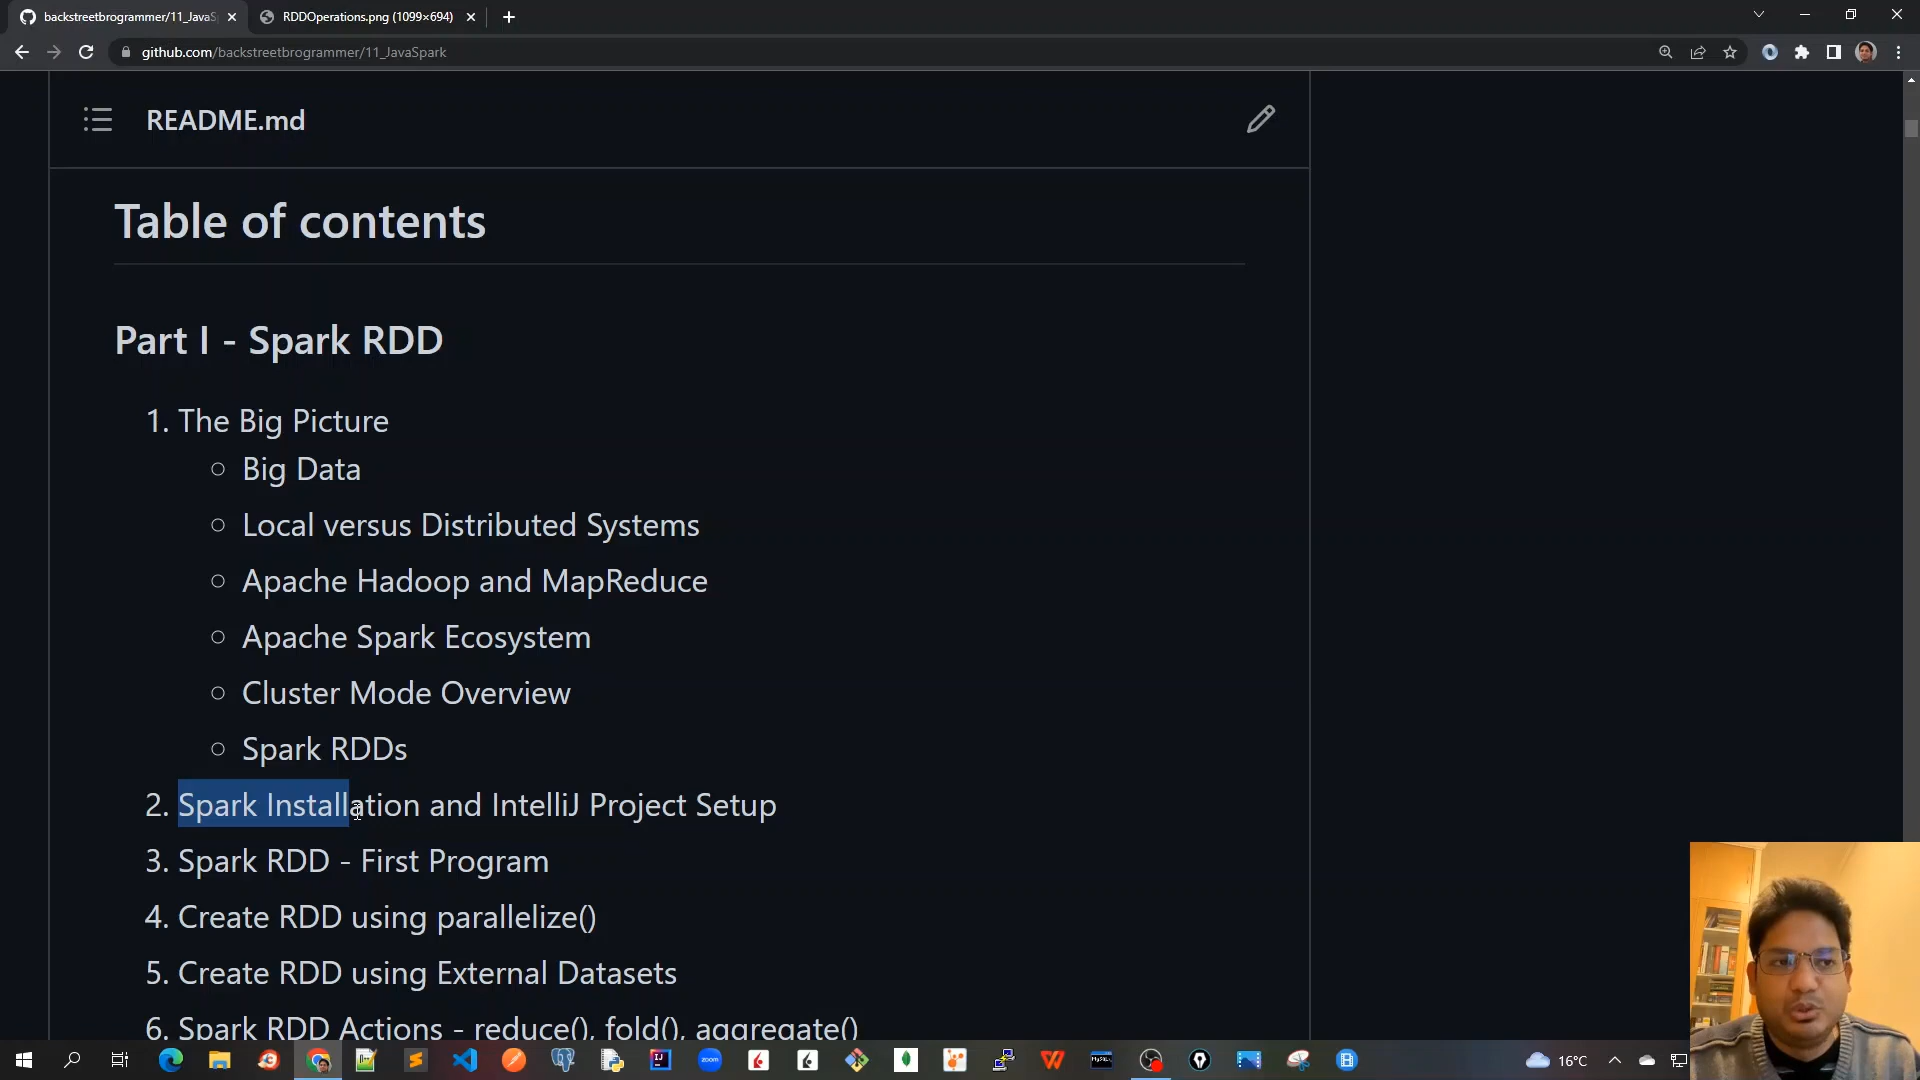 backstreetbrogrammer/11_JavaS
RDDOperations.png (1099×694)
github.com/backstreetbrogrammer/11_JavaSpark
README.md
Table of contents
Part I - Spark RDD
1. The Big Picture
Big Data
Local versus Distributed Systems
Apache Hadoop and MapReduce
Apache Spark Ecosystem
Cluster Mode Overview
Spark RDDs
2. Spark Installation and IntelliJ Project Setup
3. Spark RDD - First Program
4. Create RDD using parallelize()
5. Create RDD using External Datasets
6. Spark RDD Actions - reduce(), fold(), aggregate()
zoom
16°C